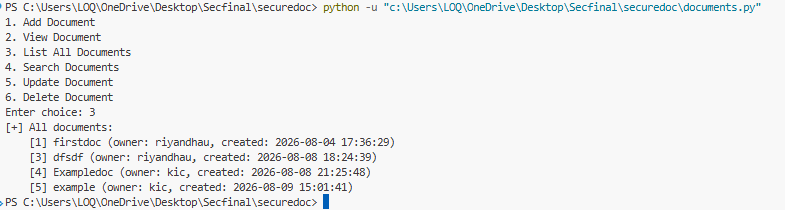 PS C:\Users\LOQ\OneDrive\Desktop\Secfinal\securedoc> python -u "c:\Users\LOQ\OneDrive\Desktop\Secfinal\securedoc\documents.py"
1. Add Document
2. View Document
3. List All Documents
4. Search Documents
5. Update Document
6. Delete Document
Enter choice: 3
[+] All documents:
[1] firstdoc (owner: riyandhau, created: 2026-08-04 17:36:29)
[3] dfsdf (owner: riyandhau, created: 2026-08-08 18:24:39)
[4] Exampledoc (owner: kic, created: 2026-08-08 21:25:48)
[5] example (owner: kic, created: 2026-08-09 15:01:41)
PS C:\Users\LOQ\OneDrive\Desktop\Secfinal\securedoc>